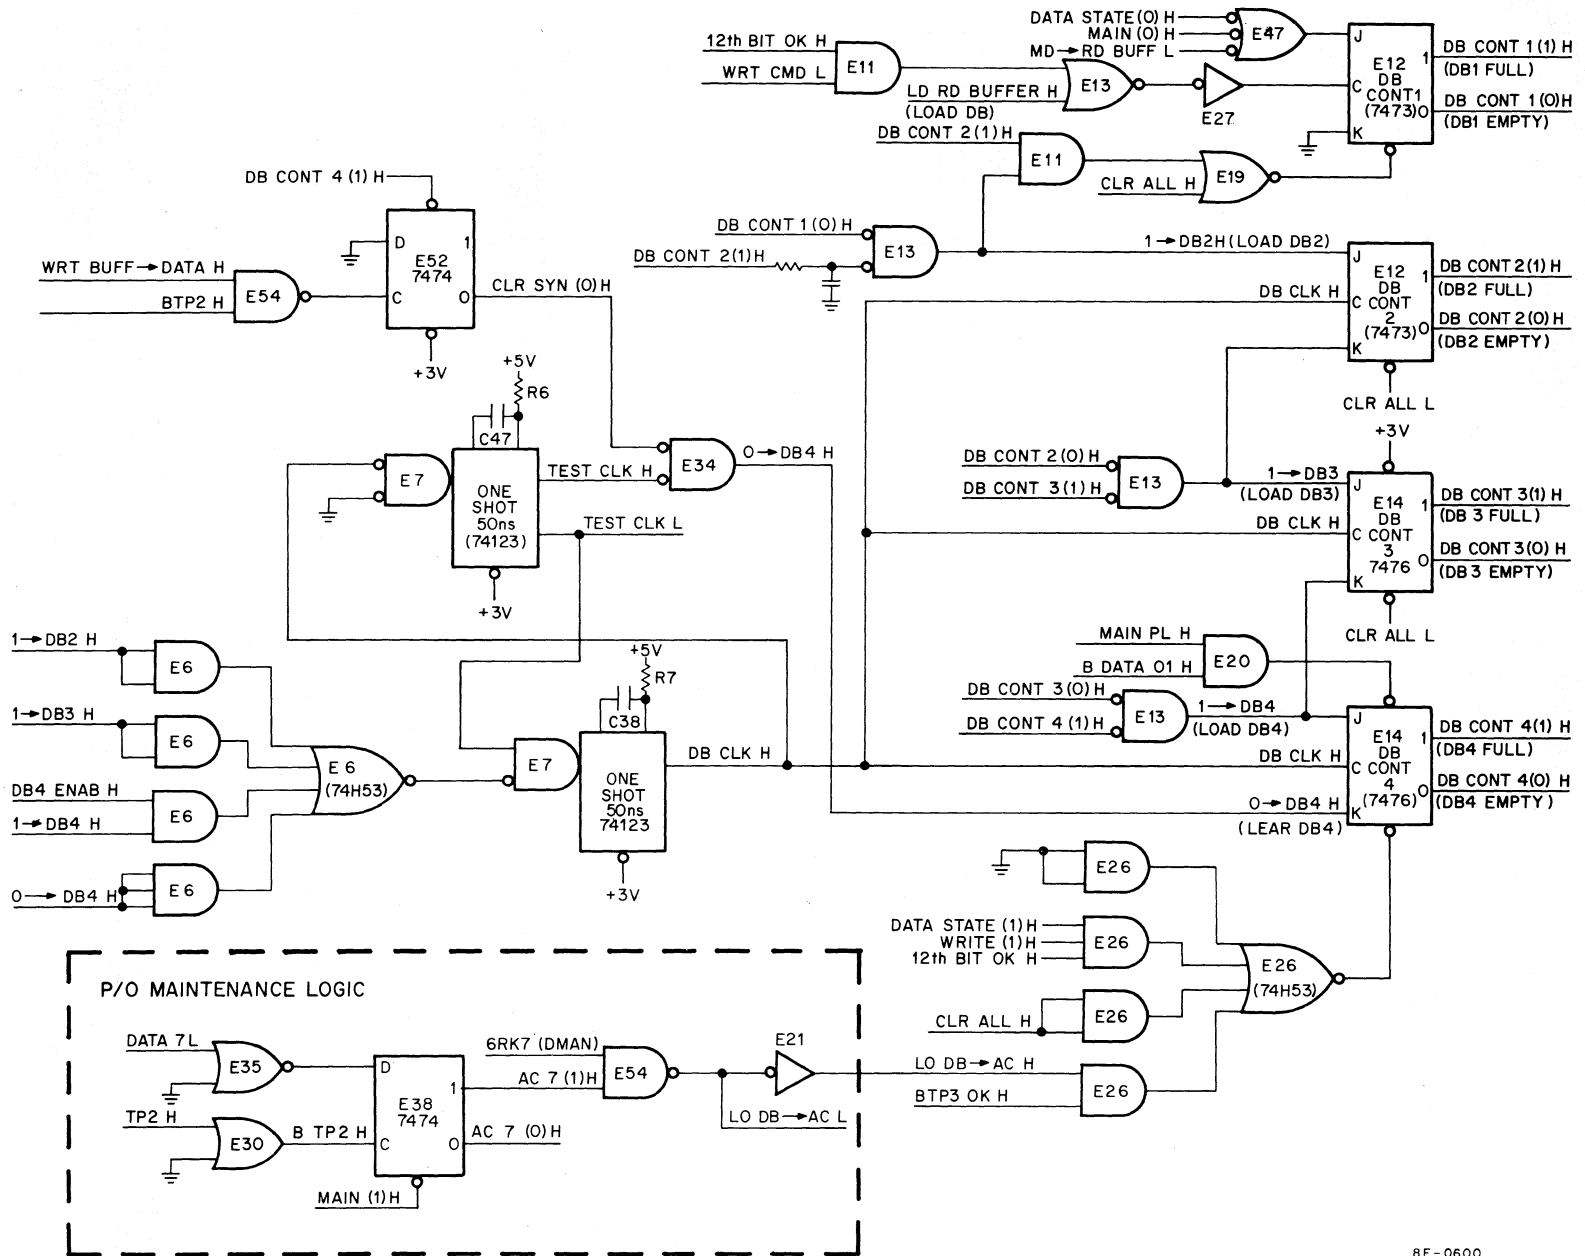 DATA STATE (0) H
MAIN (0) H
MD→RD BUFF L
E47
12th BIT OK H
WRT CMD L
E11
LD RD BUFFER H
(LOAD DB)
E13
E27
J
C
K
E12
DB
CONT1
(7473)
1
0
DB CONT 1(1) H
(DB1 FULL)
DB CONT 1(0)H
(DB1 EMPTY)
DB CONT 2(1) H
E11
CLR ALL H
E19
DB CONT 4 (1) H
D
C
E52
7474
1
0
+3V
WRT BUFF→DATA H
BTP2 H
E54
CLR SYN (0)H
DB CONT 1(0) H
DB CONT 2(1)H
E13
1→DB2H(LOAD DB2)
DB CLK H
J
C
K
E12
DB
CONT
2
(7473)
1
0
DB CONT 2(1) H
(DB2 FULL)
DB CONT 2(0) H
(DB2 EMPTY)
CLR ALL L
+5V
R6
C47
E7
ONE
SHOT
50ns
(74123)
+3V
TEST CLK H
TEST CLK L
E34
0→DB4 H
DB CONT 2(0) H
DB CONT 3(1) H
E13
1→DB3
(LOAD DB3)
DB CLK H
+3V
J
C
K
E14
DB
CONT
3
7476
1
0
DB CONT 3(1) H
(DB 3 FULL)
DB CONT 3(0) H
(DB 3 EMPTY)
CLR ALL L
1→DB2 H
E6
1→DB3 H
E6
DB4 ENAB H
1→DB4 H
E6
0→DB4 H
E6
E 6
(74H53)
+5V
R7
C38
E7
ONE
SHOT
50ns
74123
+3V
DB CLK H
MAIN PL H
B DATA 01 H
E20
DB CONT 3(0) H
DB CONT 4 (1) H
E13
1→DB4
(LOAD DB4)
DB CLK H
0→DB4 H
(LEAR DB4)
J
C
K
E14
DB
CONT
4
(7476)
1
0
DB CONT 4(1) H
(DB4 FULL)
DB CONT 4(0) H
(DB4 EMPTY)
E26
DATA STATE (1) H
WRITE (1) H
12th BIT OK H
E26
CLR ALL H
E26
LO DB→AC H
BTP3 OK H
E26
E26
(74H53)
P/O MAINTENANCE LOGIC
DATA 7L
E35
TP2 H
E30
B TP2 H
D
C
E38
7474
1
0
MAIN (1) H
6RK7 (DMAN)
AC 7 (1)H
AC 7 (0)H
E54
E21
LO DB→AC L
8E-0600